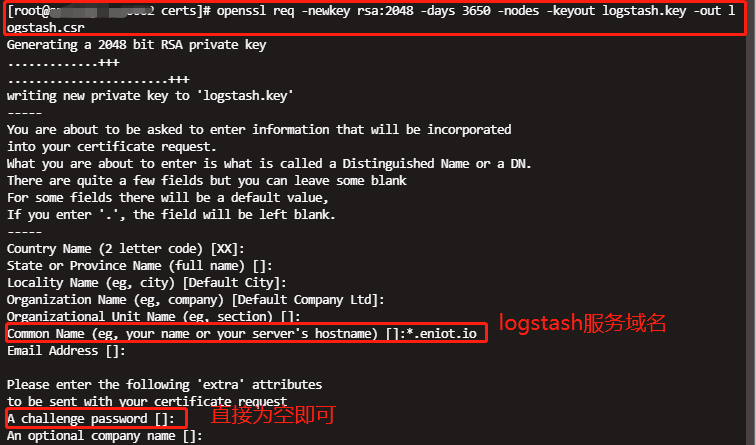 [root@ certs]# openssl req -newkey rsa:2048 -days 3650 -nodes -keyout logstash.key -out l
ogstash.csr
Generating a 2048 bit RSA private key
.............+++
.......................+++
writing new private key to 'logstash.key'
-----
You are about to be asked to enter information that will be incorporated
into your certificate request.
What you are about to enter is what is called a Distinguished Name or a DN.
There are quite a few fields but you can leave some blank
For some fields there will be a default value,
If you enter '.', the field will be left blank.
-----
Country Name (2 letter code) [XX]:
State or Province Name (full name) []:
Locality Name (eg, city) [Default City]:
Organization Name (eg, company) [Default Company Ltd]:
Organizational Unit Name (eg, section) []:
Common Name (eg, your name or your server's hostname) []:*.eniot.io
logstash服务域名
Email Address []:
Please enter the following 'extra' attributes
to be sent with your certificate request
A challenge password []:
直接为空即可
An optional company name []: